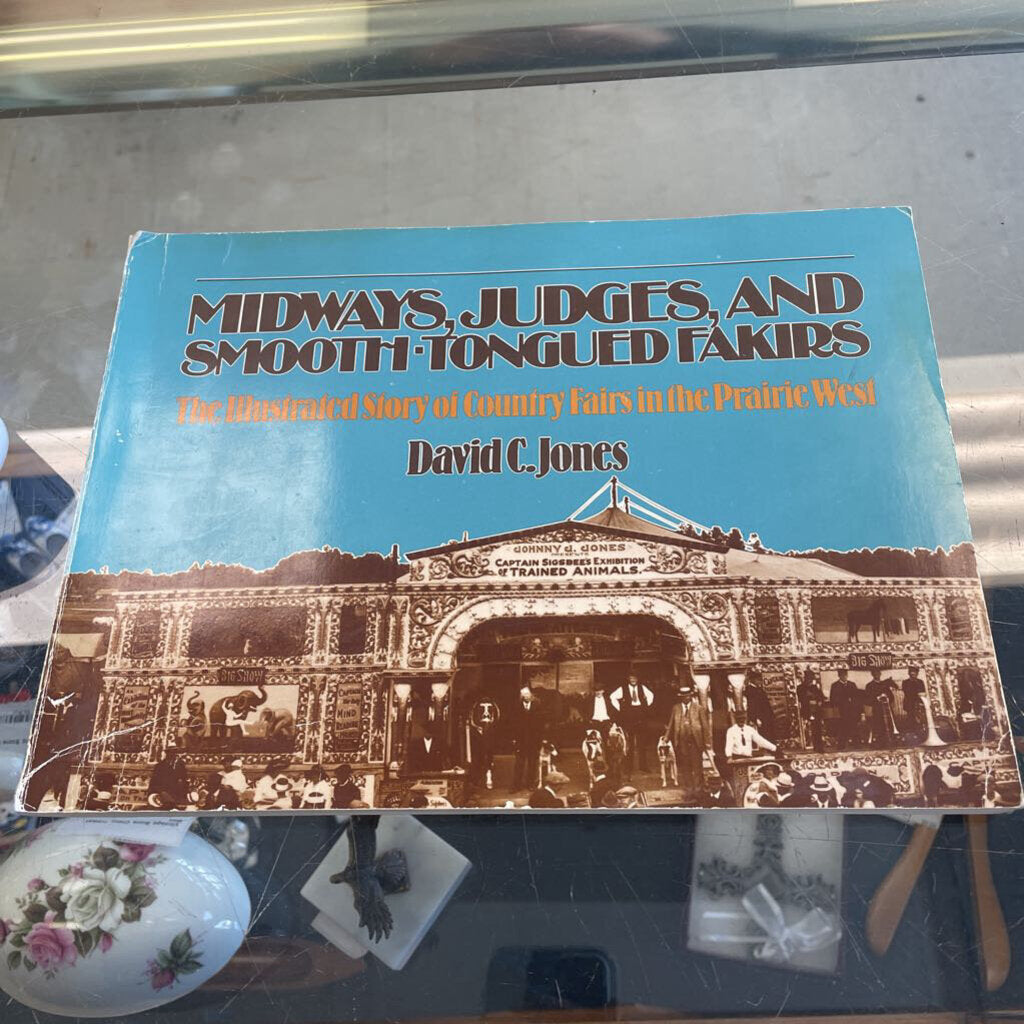 MIDWAYS, JUDGES, AND
SMOOTH-TONGUED FAKIRS
The Illustrated Story of Country Fairs in the Prairie West
David C. Jones
JOHNNY J. JONES
PRESENTS
CAPTAIN SIGSBEE'S EXHIBITION
OF TRAINED ANIMALS
BIG SHOW
BIG SHOW
MIND